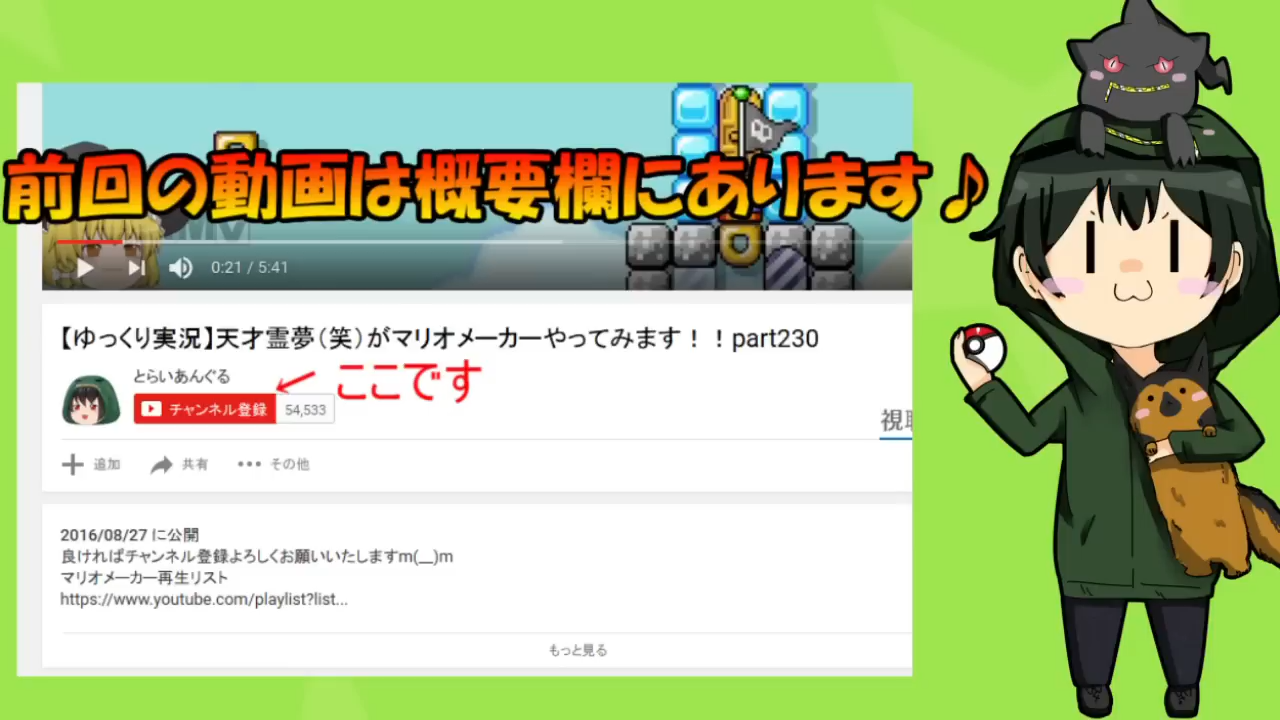 前回の動画は概要欄にあります♪
0:21 / 5:41
【ゆっくり実況】天才霊夢(笑)がマリオメーカーやってみます!!part230
とらいあんぐる
チャンネル登録 54,533
ここです
視聴
追加 共有 その他
2016/08/27 に公開
良ければチャンネル登録よろしくお願いいたしますm(__)m
マリオメーカー再生リスト
https://www.youtube.com/playlist?list...
もっと見る